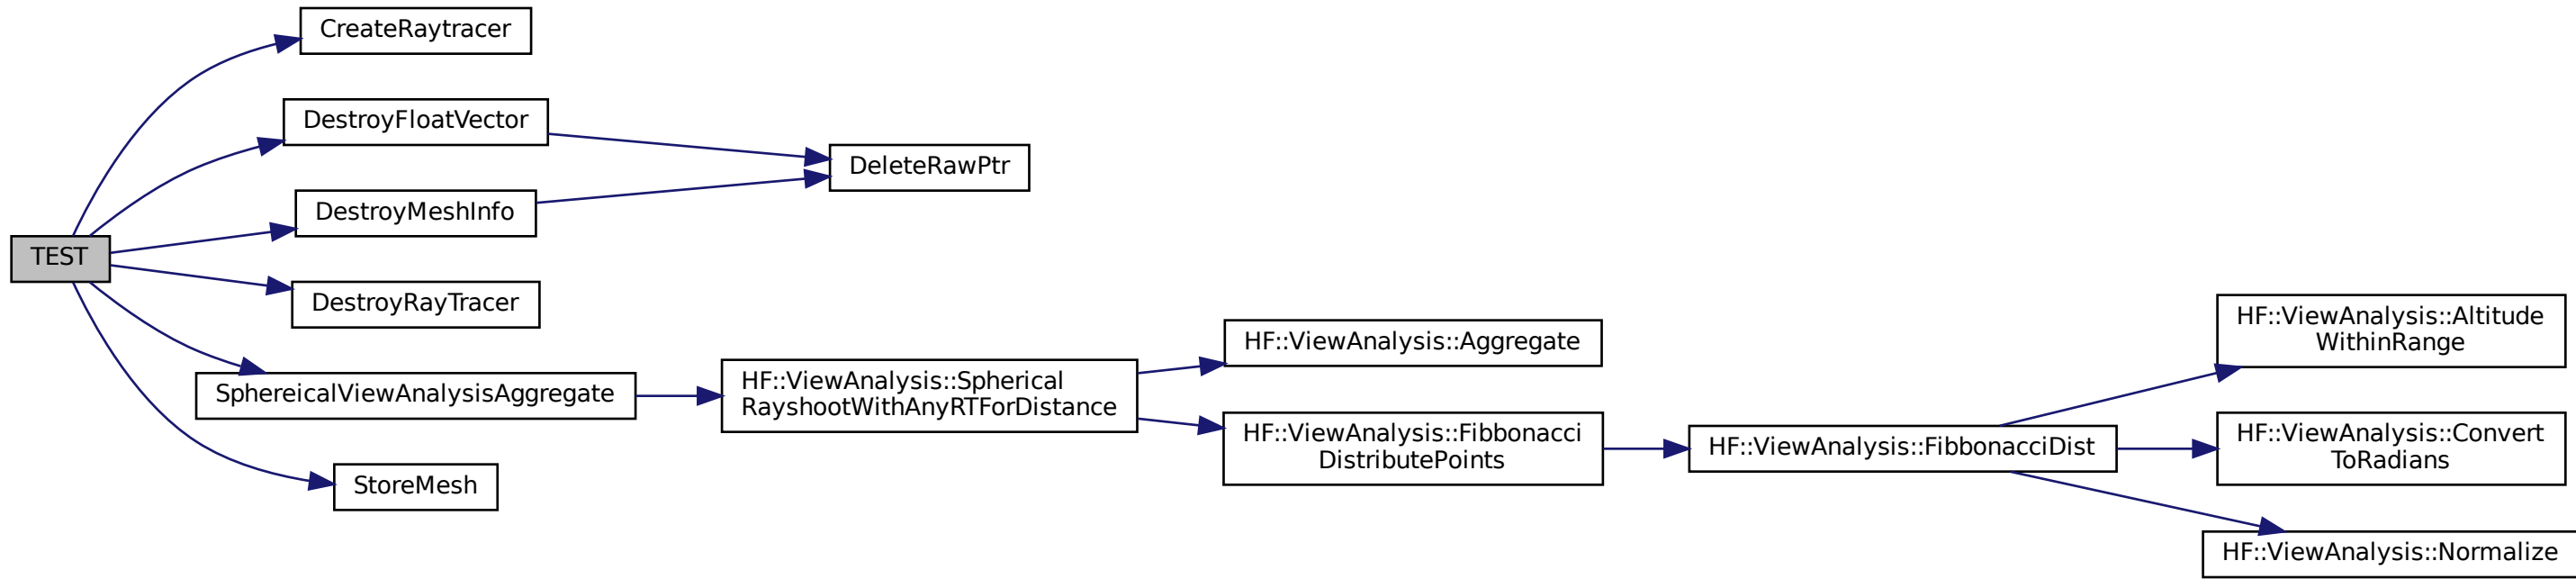 TEST
CreateRaytracer
DestroyFloatVector
DestroyMeshInfo
DestroyRayTracer
SphereicalViewAnalysisAggregate
StoreMesh
DeleteRawPtr
HF::ViewAnalysis::Spherical
RayshootWithAnyRTForDistance
HF::ViewAnalysis::Aggregate
HF::ViewAnalysis::Fibbonacci
DistributePoints
HF::ViewAnalysis::FibbonacciDist
HF::ViewAnalysis::Altitude
WithinRange
HF::ViewAnalysis::Convert
ToRadians
HF::ViewAnalysis::Normalize